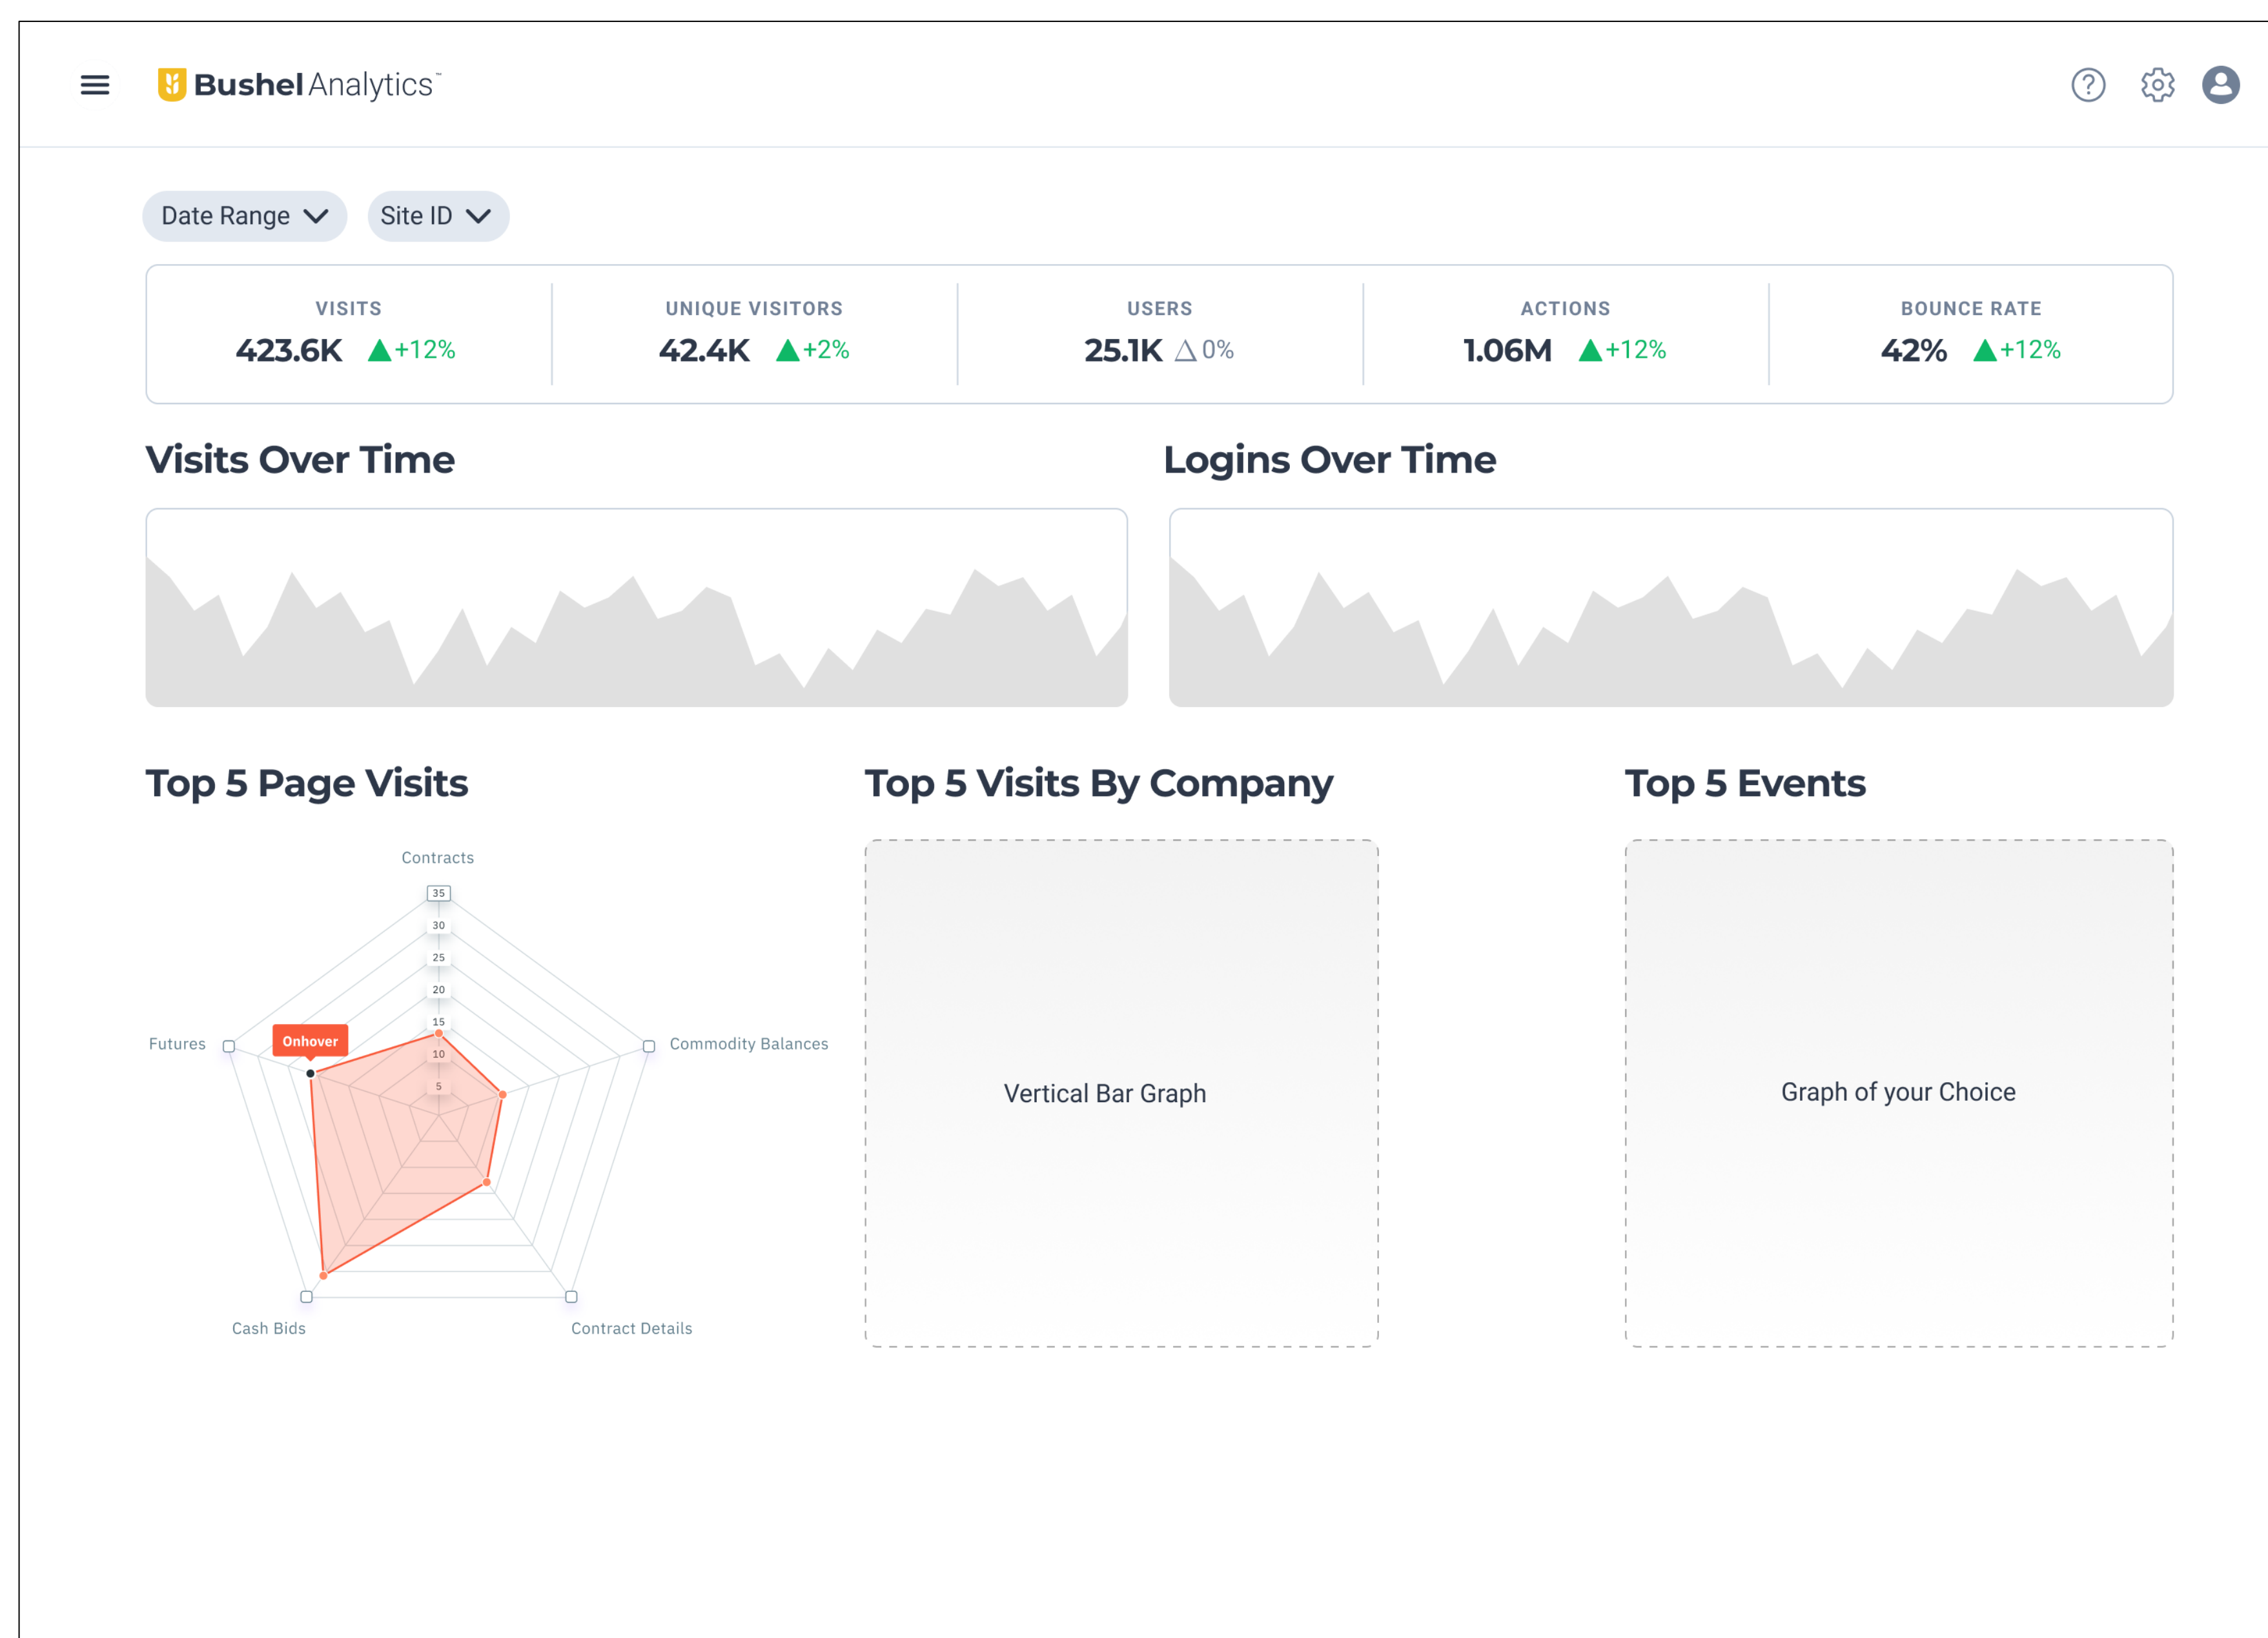 Bushel Analytics™
Date Range
Site ID
VISITS
423.6K +12%
UNIQUE VISITORS
42.4K +2%
USERS
25.1K 0%
ACTIONS
1.06M +12%
BOUNCE RATE
42% +12%
Visits Over Time
Logins Over Time
Top 5 Page Visits
Contracts
35
30
25
20
15
10
5
Futures
Onhover
Commodity Balances
Cash Bids
Contract Details
Top 5 Visits By Company
Vertical Bar Graph
Top 5 Events
Graph of your Choice